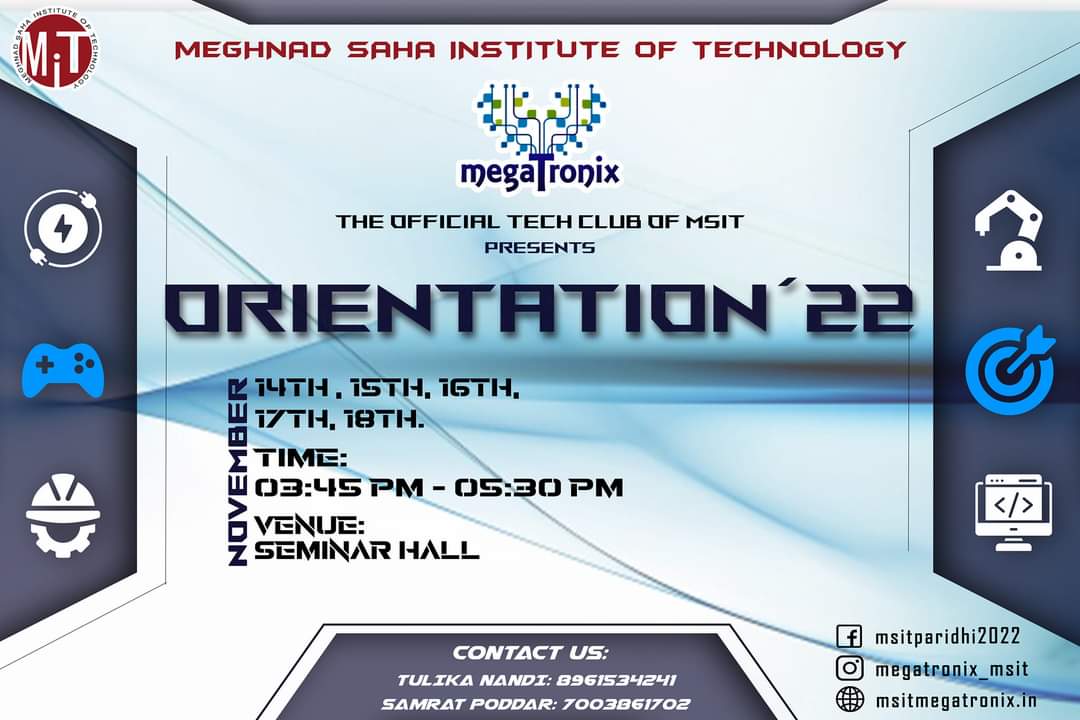 MEGHNAD SAHA INSTITUTE OF TECHNOLOGY
MiT
MEGHNAD SAHA INSTITUTE OF TECHNOLOGY
megaTronix
THE OFFICIAL TECH CLUB OF MSIT
PRESENTS
ORIENTATION´22
NOVEMBER
14TH , 15TH, 16TH,
17TH, 18TH.
TIME:
03:45 PM - 05:30 PM
VENUE:
SEMINAR HALL
</>
CONTACT US:
TULIKA NANDI: 8961534241
SAMRAT PODDAR: 7003861702
msitparidhi2022
megatronix_msit
msitmegatronix.in